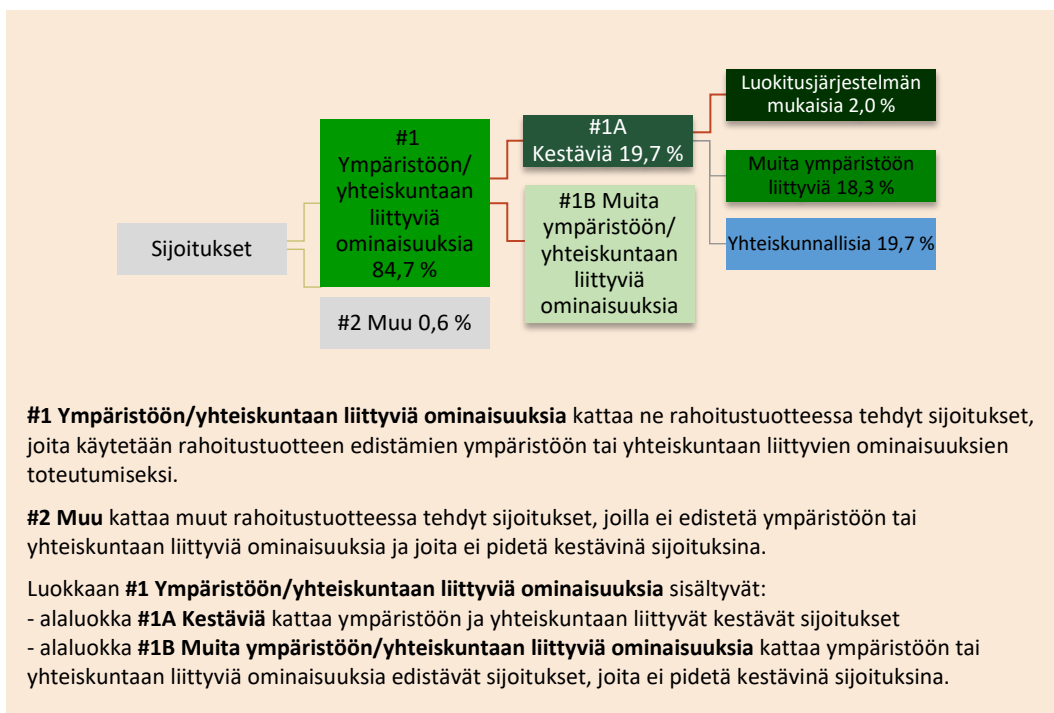 Sijoitukset
#1
Ympäristöön/
yhteiskuntaan
liittyviä
ominaisuuksia
84,7 %
#2 Muu 0,6 %
#1A
Kestäviä 19,7 %
#1B Muita
ympäristöön/
yhteiskuntaan
liittyviä
ominaisuuksia
Luokitusjärjestelmän
mukaisia 2,0 %
Muita ympäristöön
liittyviä 18,3 %
Yhteiskunnallisia 19,7 %
#1 Ympäristöön/yhteiskuntaan liittyviä ominaisuuksia kattaa ne rahoitustuotteessa tehdyt sijoitukset,
joita käytetään rahoitustuotteen edistämien ympäristöön tai yhteiskuntaan liittyvien ominaisuuksien
toteutumiseksi.
#2 Muu kattaa muut rahoitustuotteessa tehdyt sijoitukset, joilla ei edistetä ympäristöön tai
yhteiskuntaan liittyviä ominaisuuksia ja joita ei pidetä kestävinä sijoituksina.
Luokkaan #1 Ympäristöön/yhteiskuntaan liittyviä ominaisuuksia sisältyvät:
- alaluokka #1A Kestäviä kattaa ympäristöön ja yhteiskuntaan liittyvät kestävät sijoitukset
- alaluokka #1B Muita ympäristöön/yhteiskuntaan liittyviä ominaisuuksia kattaa ympäristöön tai
yhteiskuntaan liittyviä ominaisuuksia edistävät sijoitukset, joita ei pidetä kestävinä sijoituksina.